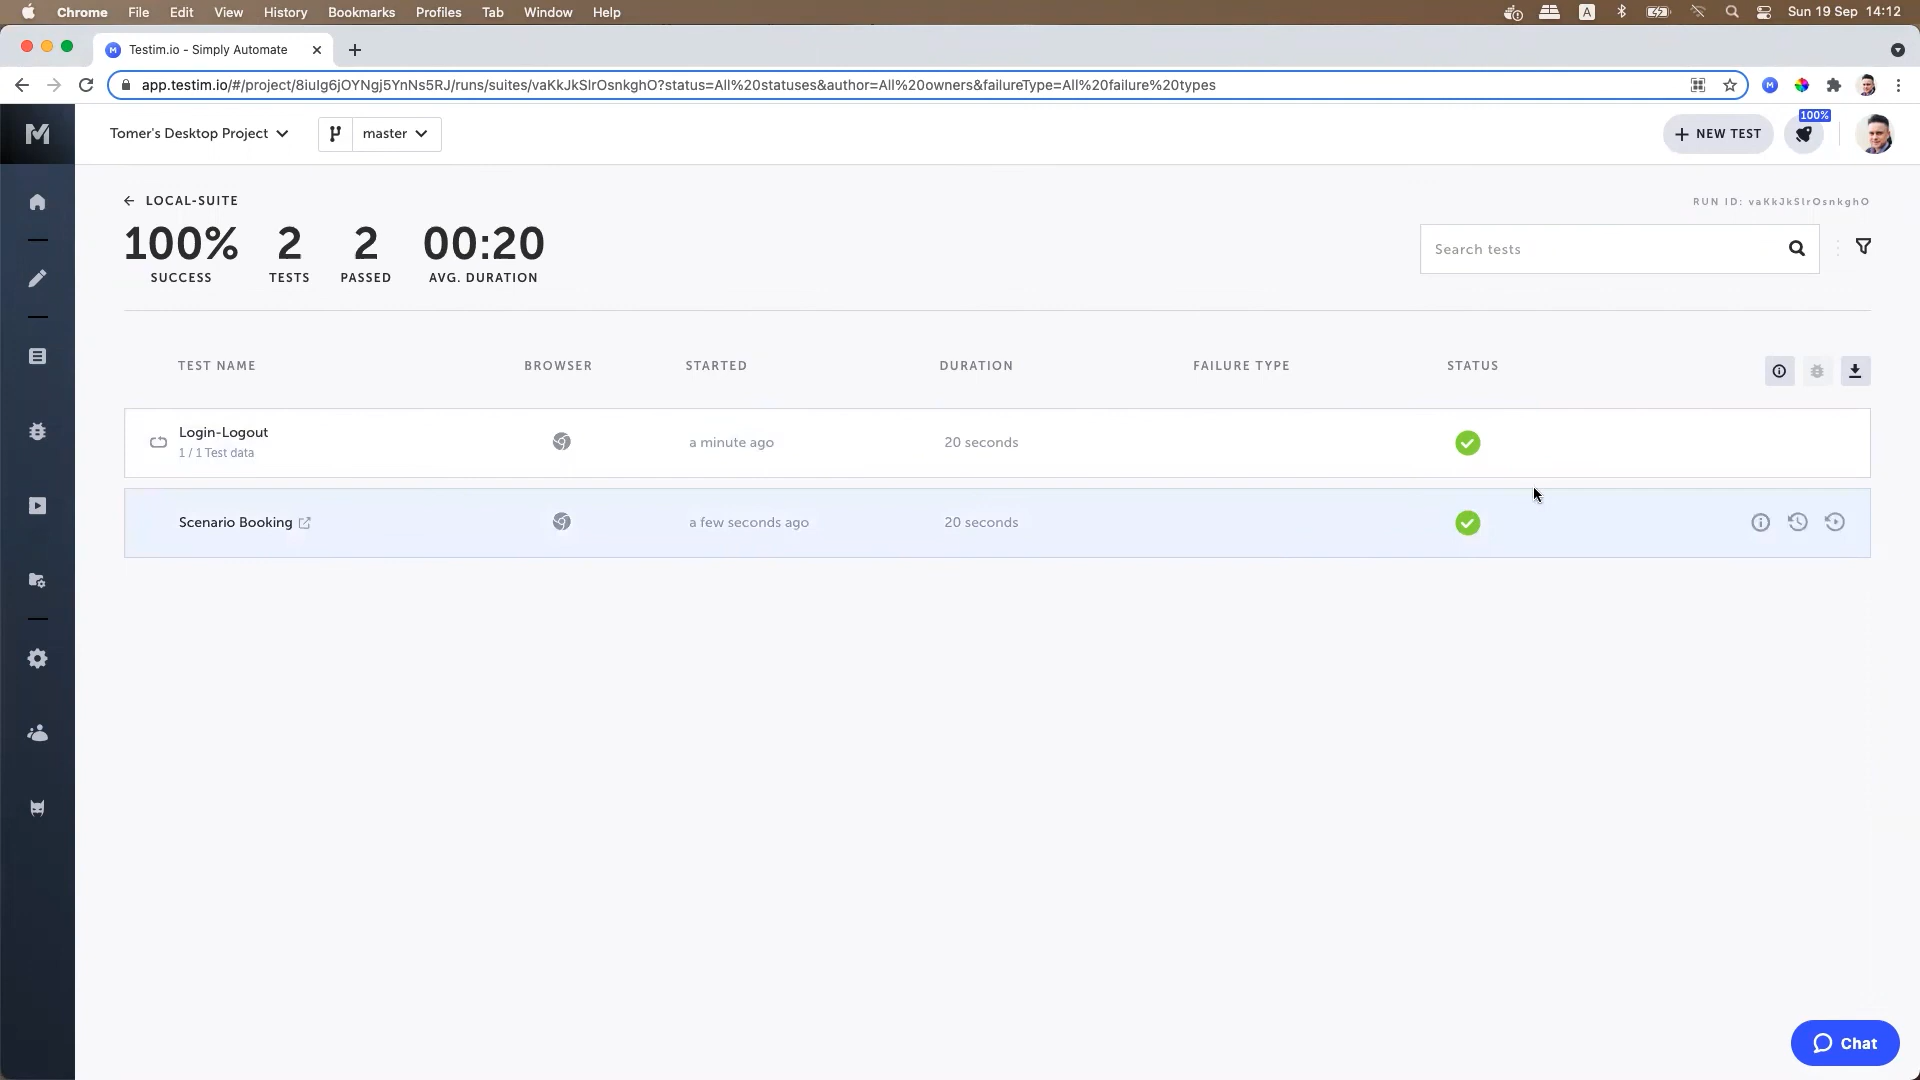 Chrome File Edit View History Bookmarks Profiles Tab Window Help
A
Sun 19 Sep 14:12
Testim.io - Simply Automate
app.testim.io/#/project/8iuIg6jOYNgj5YnNs5RJ/runs/suites/vaKkJkSlrOsnkghO?status=All%20statuses&author=All%20owners&failureType=All%20failure%20types
Tomer's Desktop Project
master
NEW TEST
100%
LOCAL-SUITE
RUN ID: vaKkJkSlrOsnkghO
100% 2 2 00:20
SUCCESS TESTS PASSED AVG. DURATION
Search tests
TEST NAME BROWSER STARTED DURATION FAILURE TYPE STATUS
Login-Logout
1 / 1 Test data
a minute ago
20 seconds
Scenario Booking
a few seconds ago
20 seconds
Chat